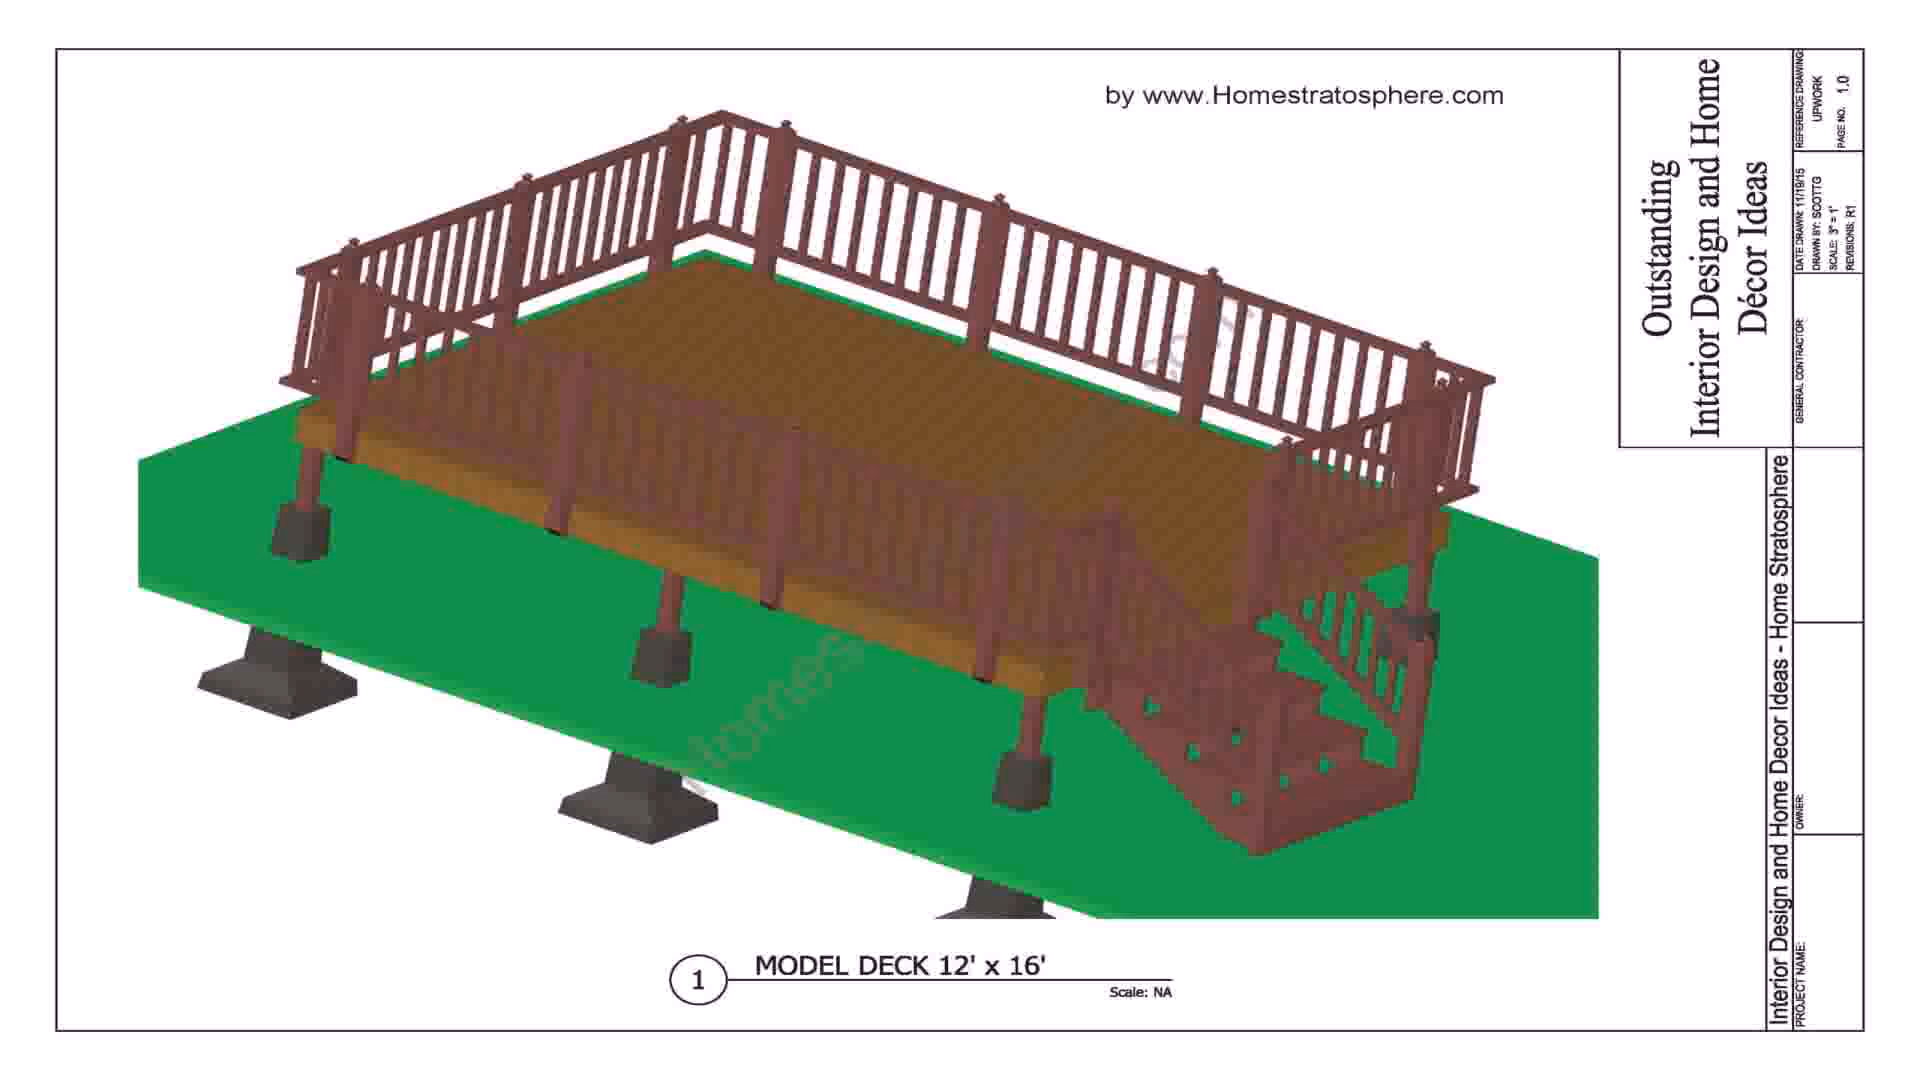 by www.Homestratosphere.com
MODEL DECK 12' x 16'
1
Scale: NA
Outstanding
Interior Design and Home
Décor Ideas
REFERENCE DRAWING:
UPWORK
PAGE NO. 1.0
DATE DRAWN: 11/19/15
DRAWN BY: SCOTTG
SCALE: 3" = 1'
REVISIONS: R1
GENERAL CONTRACTOR:
OWNER:
Interior Design and Home Decor Ideas - Home Stratosphere
PROJECT NAME: